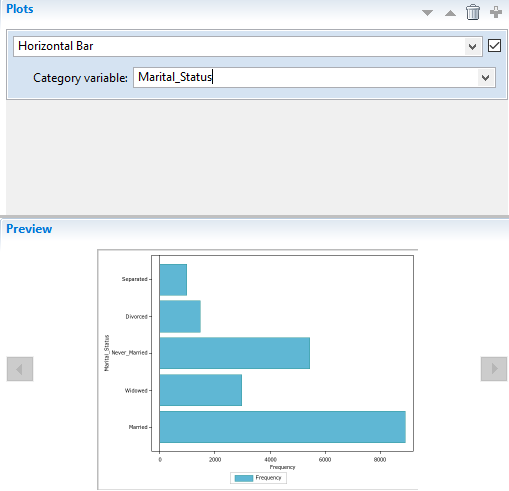 Plots
Horizontal Bar
Category variable: Marital_Status
Preview
Separated
Divorced
Never_Married
Widowed
Married
Marital_Status
0 2000 4000 6000 8000
Frequency
Frequency